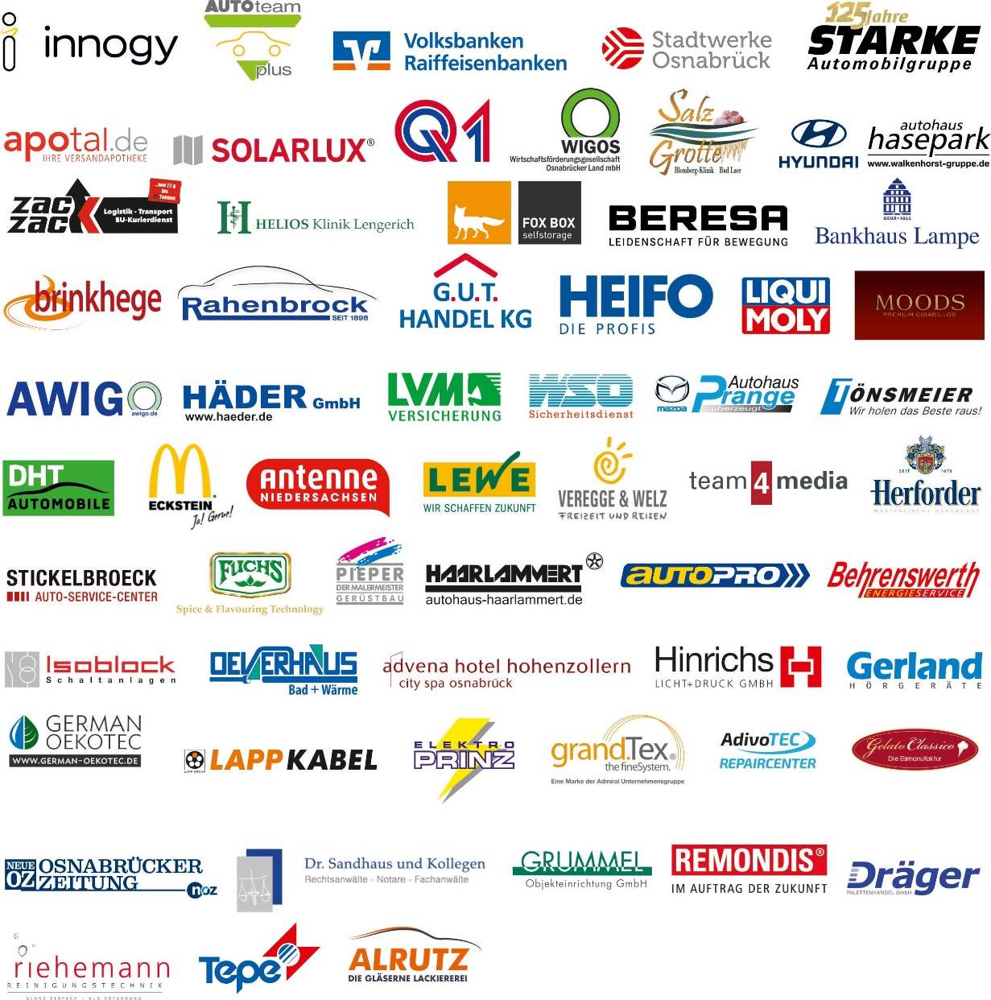 innogy
AUTOteam
plus
Volksbanken
Raiffeisenbanken
Stadtwerke
Osnabrück
125 Jahre
STARKE
Automobilgruppe
apotal.de
IHRE VERSANDAPOTHEKE
SOLARLUX®
Q1
WIGOS
Wirtschaftsförderungsgesellschaft
Osnabrücker Land mbH
Salz
Grotte
Blomberg-Klinik Bad Laer
HYUNDAI
autohaus
hasepark
www.walkenhorst-gruppe.de
zac
zac
...von 25 g
bis
25 Tonnen
Logistik - Transport
EU-Kurierdienst
HELIOS Klinik Lengerich
FOX BOX
selfstorage
BERESA
LEIDENSCHAFT FÜR BEWEGUNG
GEGR·1852
Bankhaus Lampe
brinkhege
Rahenbrock
SEIT 1898
G.U.T.
HANDEL KG
HEIFO
DIE PROFIS
LIQUI
MOLY
MOODS
PREMIUM CIGARILLOS
AWIGO
awigo.de
HÄDER GmbH
www.haeder.de
LVM
VERSICHERUNG
WSO
Sicherheitsdienst
mazda
Autohaus
Prange
...überzeugt
TÖNSMEIER
Wir holen das Beste raus!
DHT
AUTOMOBILE
ECKSTEIN
Ja! Gerne!
antenne
NIEDERSACHSEN
LEWE
WIR SCHAFFEN ZUKUNFT
VEREGGE & WELZ
FREIZEIT UND REISEN
team 4 media
SEIT 1878
Herforder
WESTFÄLISCHE BRAUKUNST
STICKELBROECK
AUTO-SERVICE-CENTER
FUCHS
Spice & Flavouring Technology
PIEPER
DER MALERMEISTER
GERÜSTBAU
HAARLAMMERT
autohaus-haarlammert.de
AUTOPRO
Behrenswerth
ENERGIESERVICE
Isoblock
Schaltanlagen
OEVERHAUS
Bad + Wärme
advena hotel hohenzollern
city spa osnabrück
Hinrichs
LICHT+DRUCK GMBH
Gerland
HÖRGERÄTE
GERMAN
OEKOTEC
WWW.GERMAN-OEKOTEC.DE
LAPP GROUP
LAPP KABEL
ELEKTRO
PRINZ
grand.Tex®
the fineSystem.
Eine Marke der Admiral Unternehmensgruppe
AdivoTEC
REPAIRCENTER
Gelato Classico
Die Eismanufaktur
NEUE
OZ
OSNABRÜCKER
ZEITUNG
noz
Dr. Sandhaus und Kollegen
Rechtsanwälte · Notare · Fachanwälte
GRUMMEL
Objekteinrichtung GmbH
REMONDIS®
IM AUFTRAG DER ZUKUNFT
Dräger
PALETTENHANDEL GmbH
riehemann
REINIGUNGSTECHNIK
GLANZ EINFACH - AUS ERFAHRUNG.
Tepe
ALRUTZ
DIE GLÄSERNE LACKIEREREI